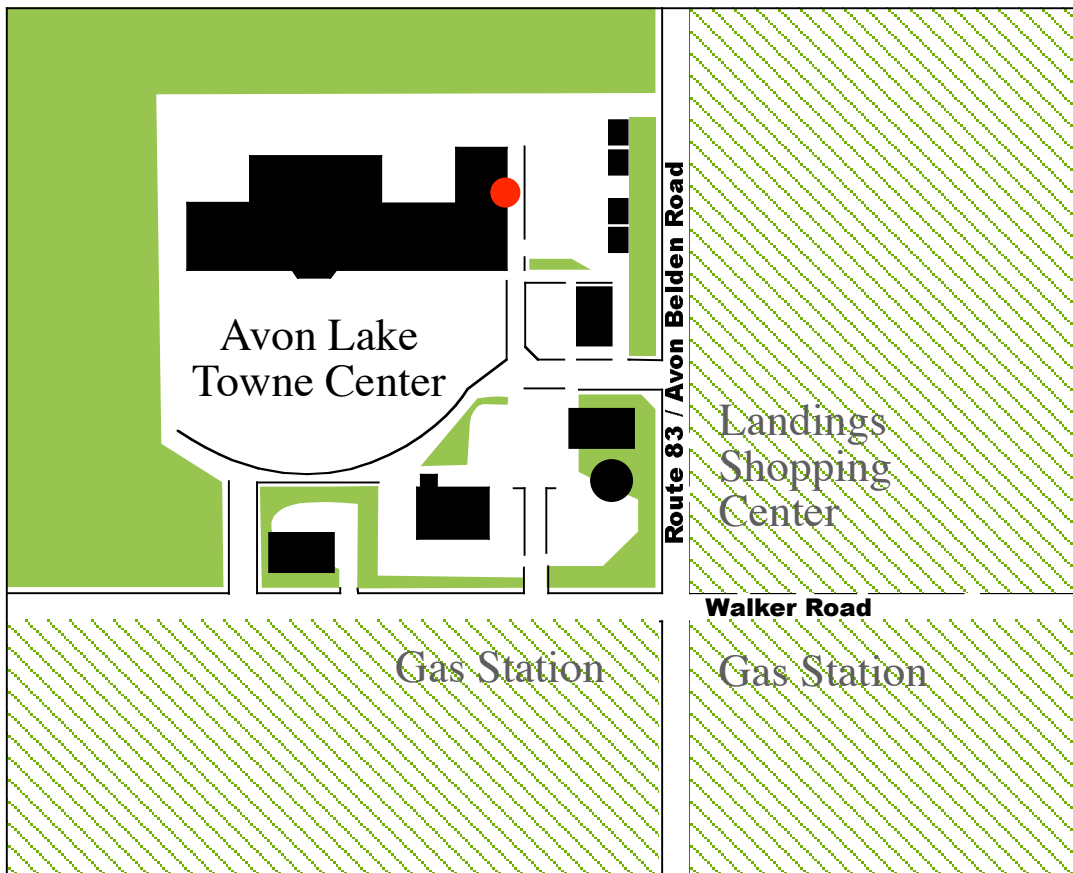 Avon Lake
Towne Center
Route 83 / Avon Belden Road
Landings
Shopping
Center
Walker Road
Gas Station
Gas Station